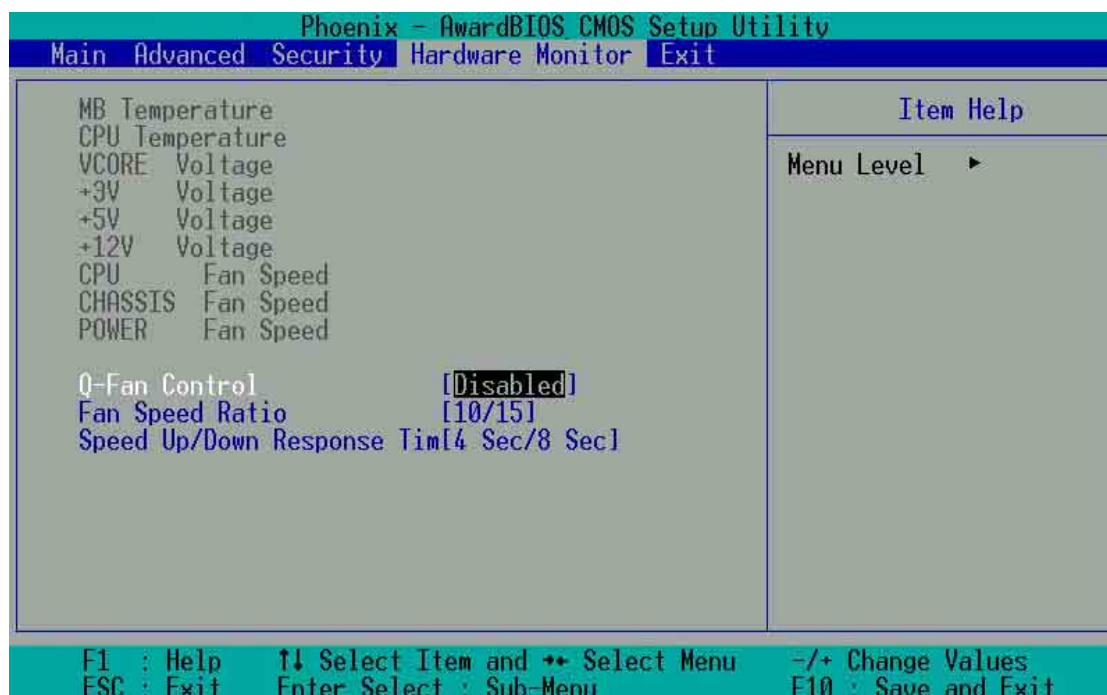 Phoenix - AwardBIOS CMOS Setup Utility
Main Advanced Security Hardware Monitor Exit
MB Temperature
CPU Temperature
VCORE Voltage
+3V Voltage
+5V Voltage
+12V Voltage
CPU Fan Speed
CHASSIS Fan Speed
POWER Fan Speed
Q-Fan Control [Disabled]
Fan Speed Ratio [10/15]
Speed Up/Down Response Tim[4 Sec/8 Sec]
Item Help
Menu Level ►
F1 : Help ↑↓ Select Item and →← Select Menu -/+ Change Values
ESC : Exit Enter Select : Sub-Menu F10 : Save and Exit